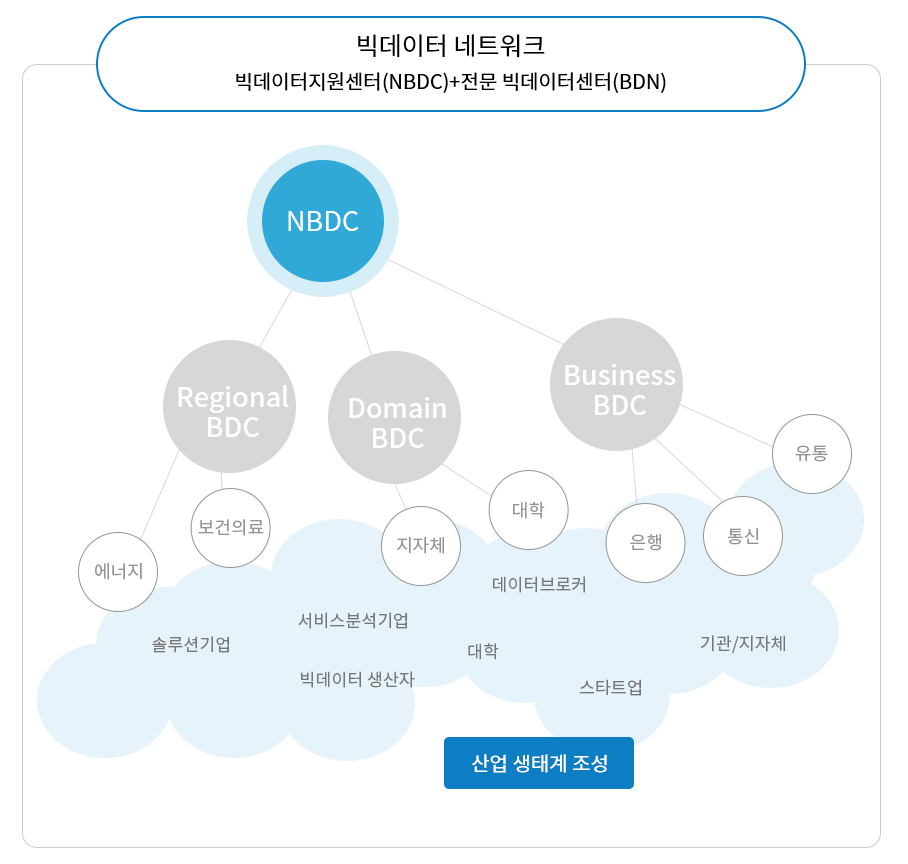 빅데이터 네트워크
빅데이터지원센터(NBDC)+전문 빅데이터센터(BDN)
NBDC
Regional
BDC
Domain
BDC
Business
BDC
유통
대학
보건의료
지자체
은행
통신
에너지
데이터브로커
서비스분석기업
솔루션기업
대학
기관/지자체
빅데이터 생산자
스타트업
산업 생태계 조성